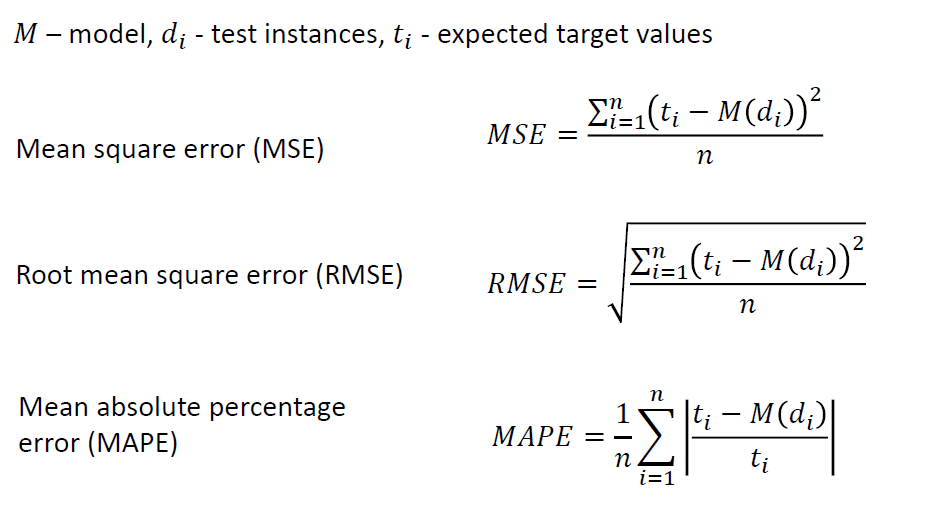 M – model, dᵢ - test instances, tᵢ - expected target values
Mean square error (MSE)
MSE = \frac{\sum_{i=1}^{n}(t_i − M(d_i))^2}{n}
Root mean square error (RMSE)
RMSE = \sqrt{\frac{\sum_{i=1}^{n}(t_i − M(d_i))^2}{n}}
Mean absolute percentage
error (MAPE)
MAPE = \frac{1}{n}\sum_{i=1}^{n}\left|\frac{t_i − M(d_i)}{t_i}\right|